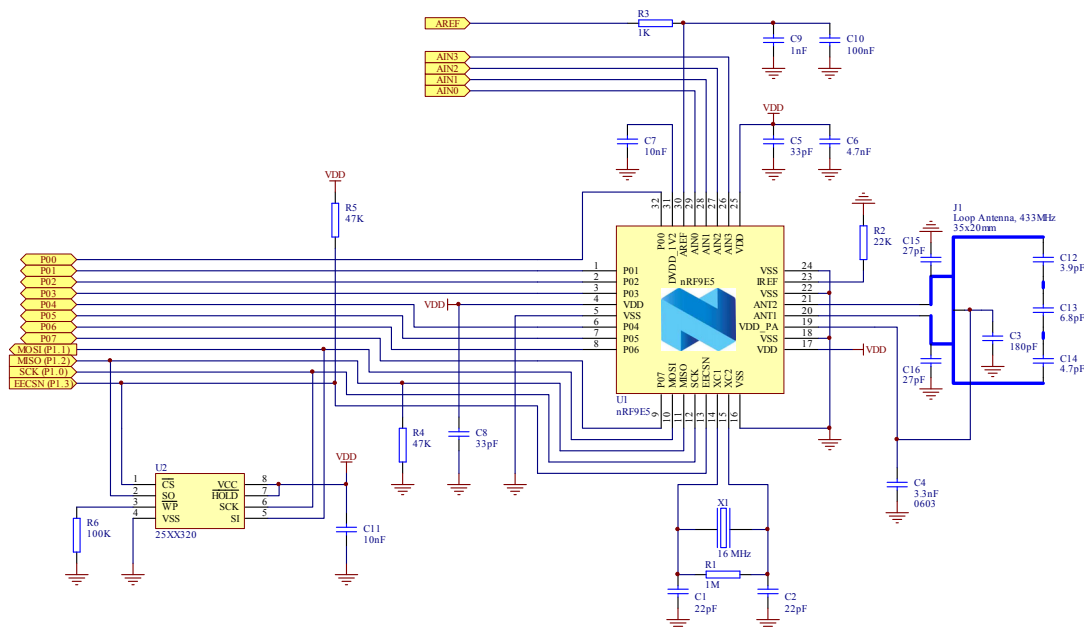 AREF
R3
1K
C9
1nF
C10
100nF
AIN3
AIN2
AIN1
AIN0
VDD
C7
10nF
C5
33pF
C6
4.7nF
VDD
R5
47K
32
31
30
29
28
27
26
25
P00
DVDD_1V2
AREF
AIN0
AIN1
AIN2
AIN3
VDD
R2
22K
J1
Loop Antenna, 433MHz
35x20mm
C15
27pF
C12
3.9pF
C13
6.8pF
C3
180pF
C14
4.7pF
C16
27pF
P00
P01
P02
P03
P04
P05
P06
P07
MOSI (P1.1)
MISO (P1.2)
SCK (P1.0)
EECSN (P1.3)
VDD
1 P01
2 P02
3 P03
4 VDD
5 VSS
6 P04
7 P05
8 P06
nRF9E5
VSS 24
IREF 23
VSS 22
ANT2 21
ANT1 20
VDD_PA 19
VSS 18
VDD 17
VDD
P07
MOSI
MISO
SCK
EECSN
XC1
XC2
VSS
U1
nRF9E5
9
10
11
12
13
14
15
16
R4
47K
C8
33pF
VDD
U2
1 CS
2 SO
3 WP
4 VSS
VCC 8
HOLD 7
SCK 6
SI 5
25XX320
R6
100K
C11
10nF
C4
3.3nF
0603
X1
16 MHz
R1
1M
C1
22pF
C2
22pF